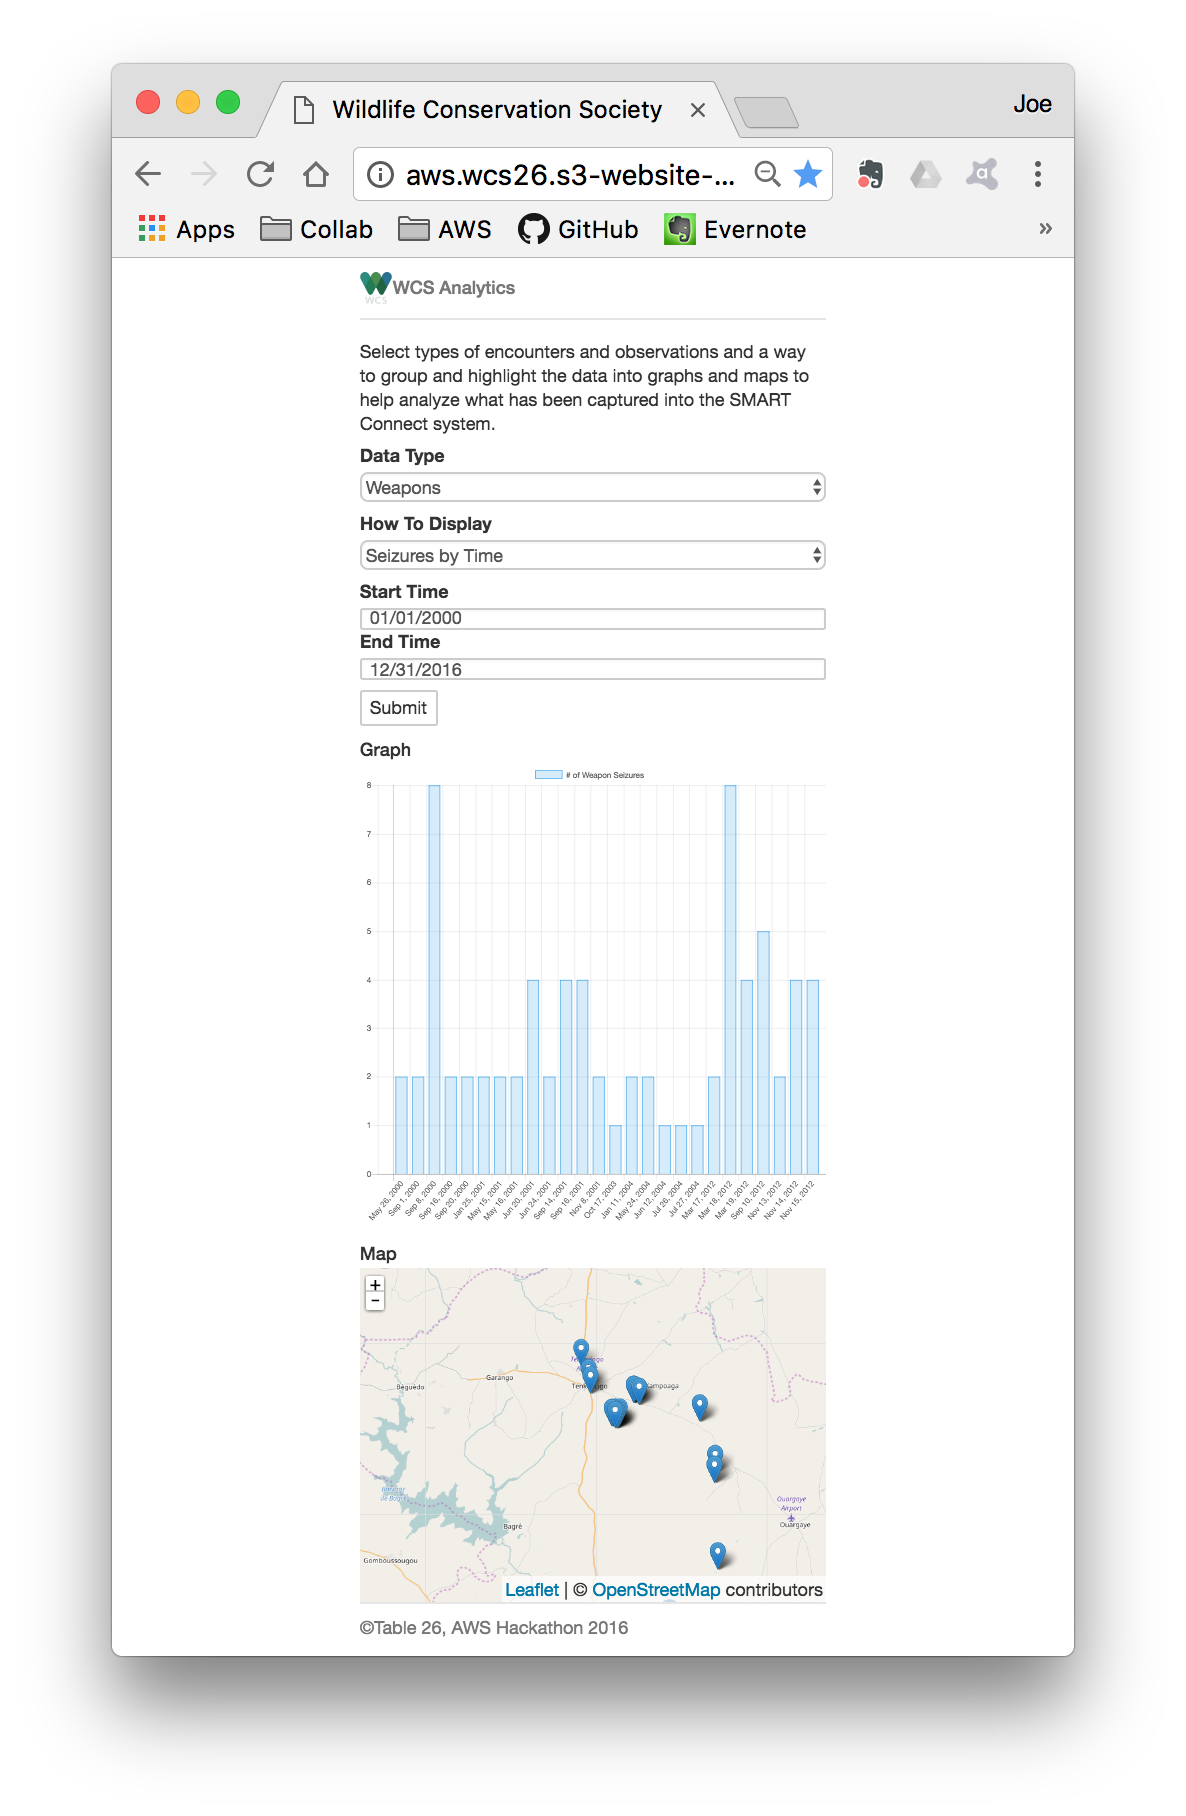 Wildlife Conservation Society
Joe
aws.wcs26.s3-website-...
Apps
Collab
AWS
GitHub
Evernote
»
WCS
WCS Analytics
Select types of encounters and observations and a way
to group and highlight the data into graphs and maps to
help analyze what has been captured into the SMART
Connect system.
Data Type
Weapons
How To Display
Seizures by Time
Start Time
01/01/2000
End Time
12/31/2016
Submit
Graph
# of Weapon Seizures
8
7
6
5
4
3
2
1
0
May 26, 2000
Sep 1, 2000
Sep 8, 2000
Sep 16, 2000
Sep 20, 2000
Jan 25, 2001
May 15, 2001
May 16, 2001
Jun 20, 2001
Jun 24, 2001
Sep 14, 2001
Sep 16, 2001
Nov 8, 2001
Oct 17, 2003
Jan 11, 2004
May 24, 2004
Jun 12, 2004
Jul 26, 2004
Jul 27, 2004
Mar 17, 2012
Mar 18, 2012
Mar 19, 2012
Sep 10, 2012
Nov 13, 2012
Nov 14, 2012
Nov 15, 2012
Map
+
-
Garango
Béguédo
de Bagré
Bagré
Gomboussougou
Ouargaye
Airport
Ouargaye
Leaflet | © OpenStreetMap contributors
©Table 26, AWS Hackathon 2016